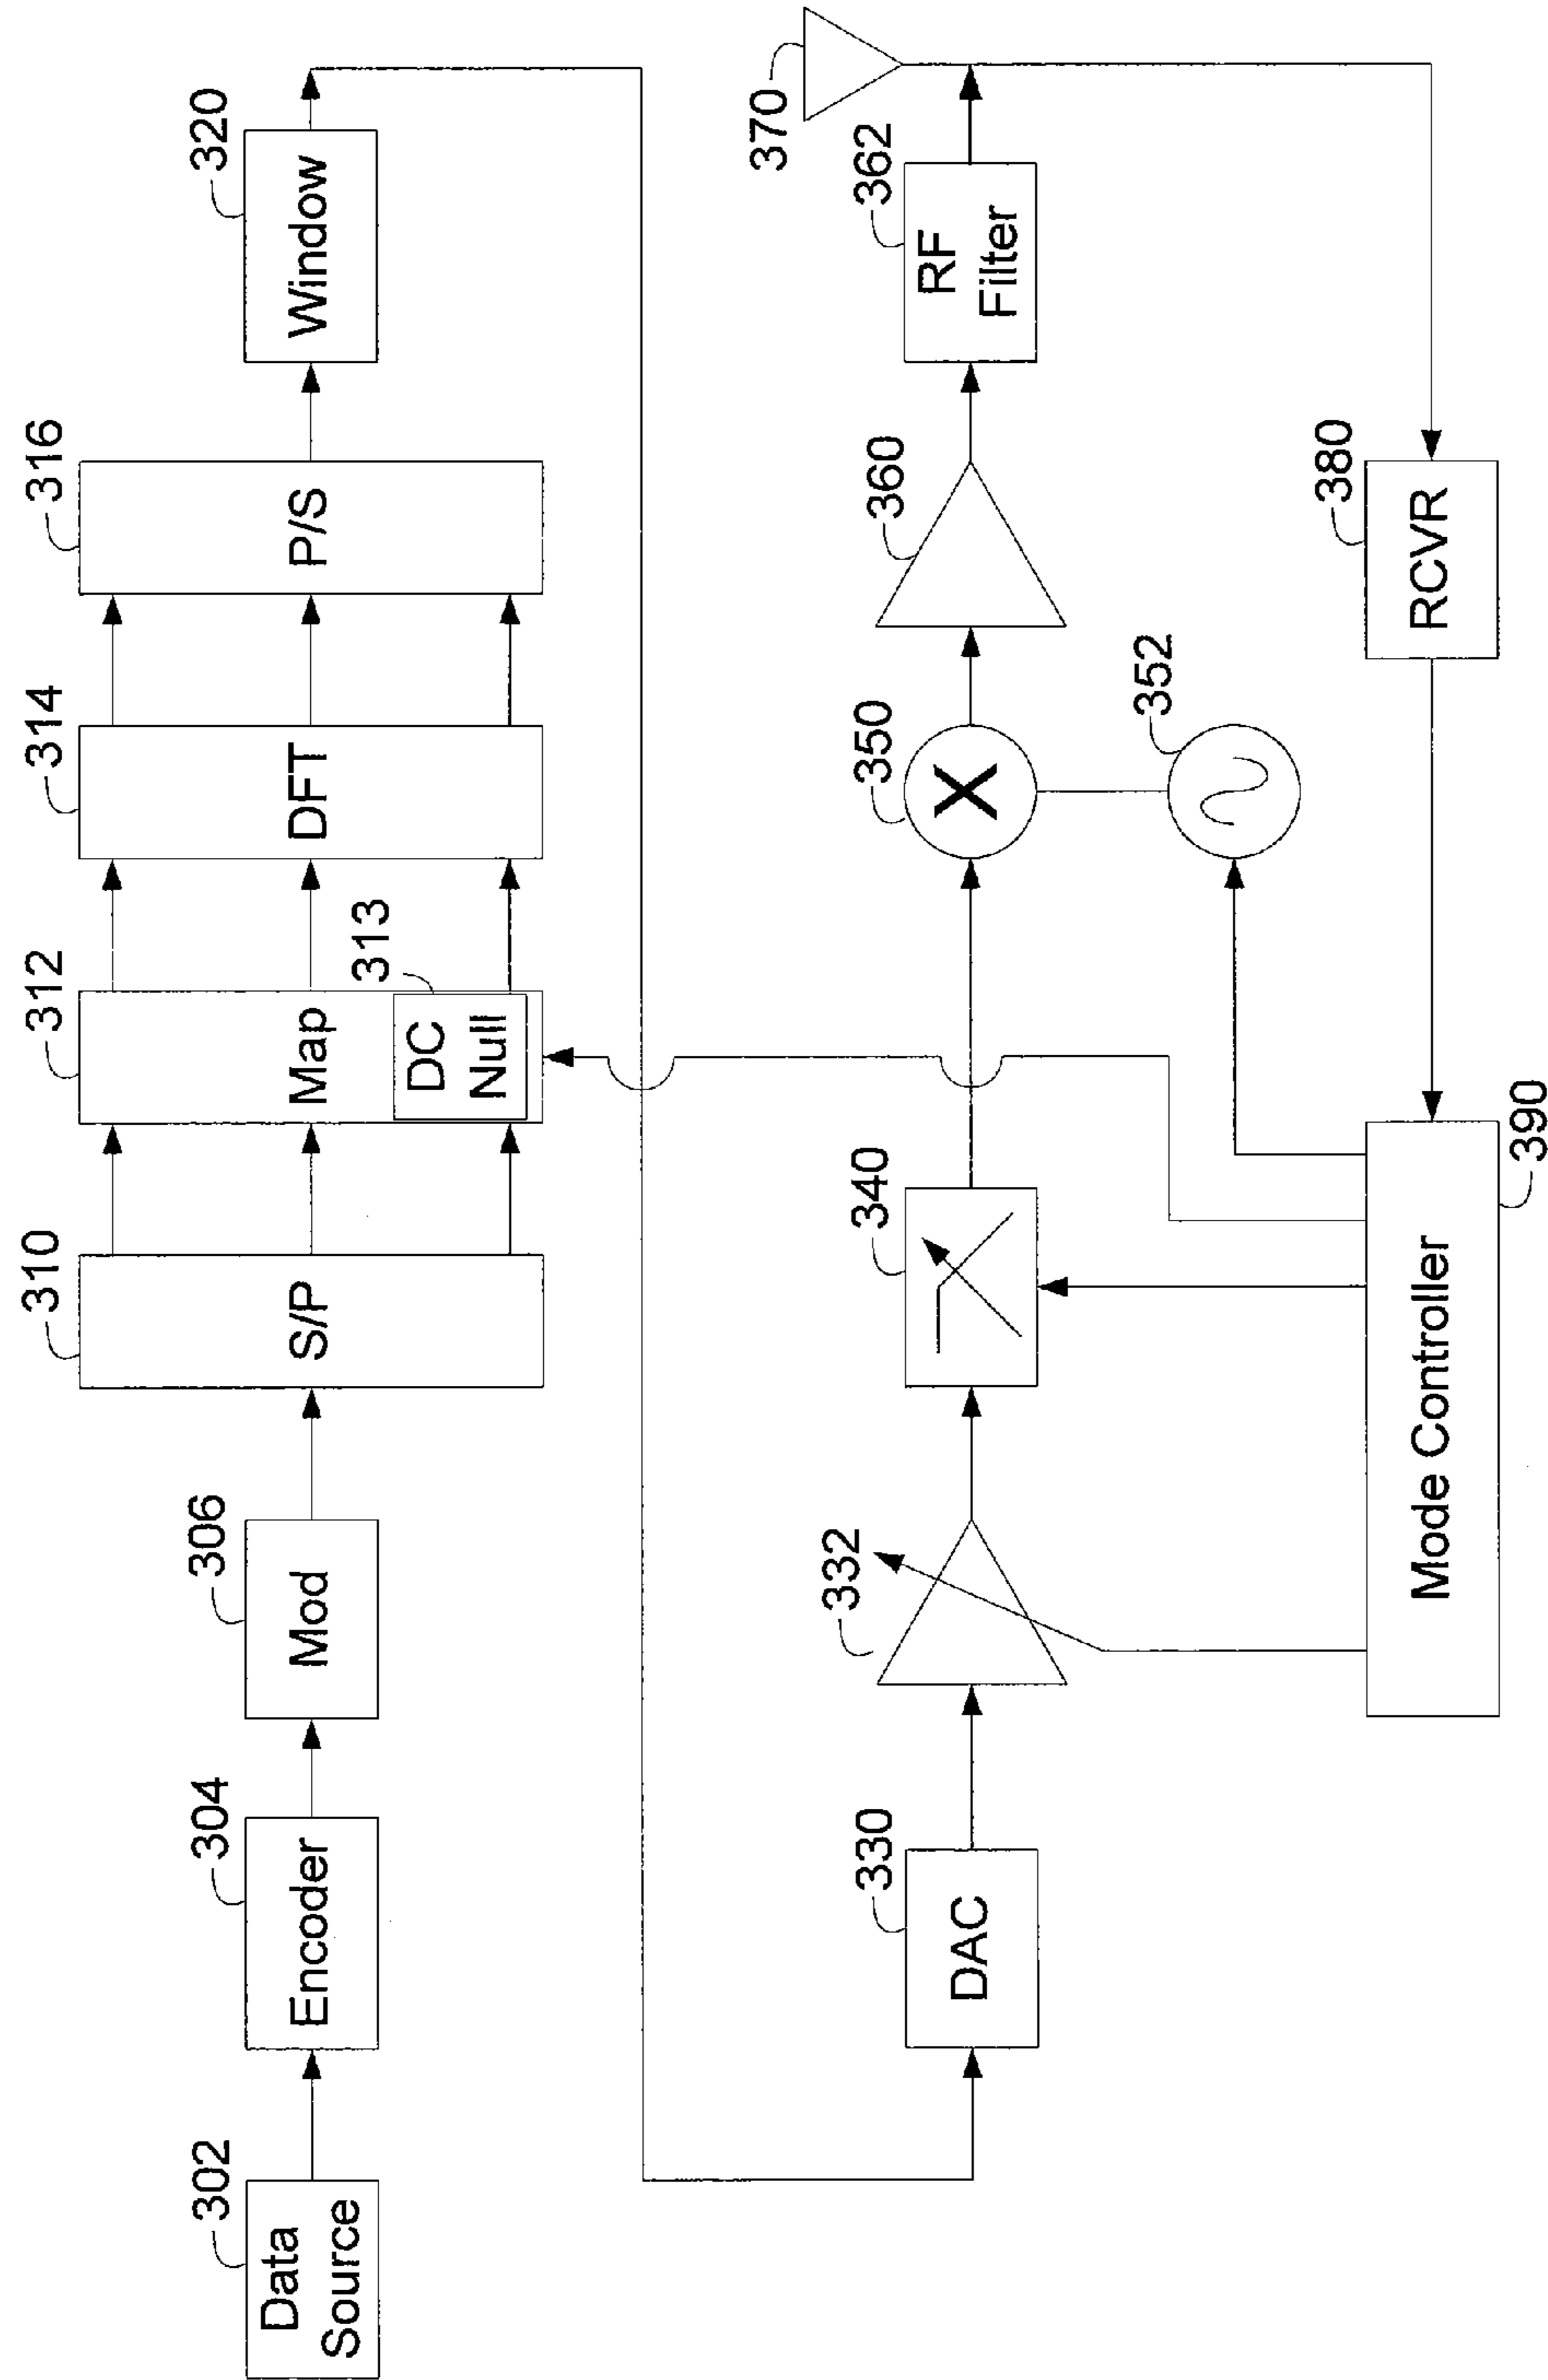 302
Data
Source
304
Encoder
306
Mod
310
S/P
312
Map
313
DC
Null
314
DFT
316
P/S
320
Window
330
DAC
332
340
350
X
352
360
362
RF
Filter
370
380
RCVR
Mode Controller
390